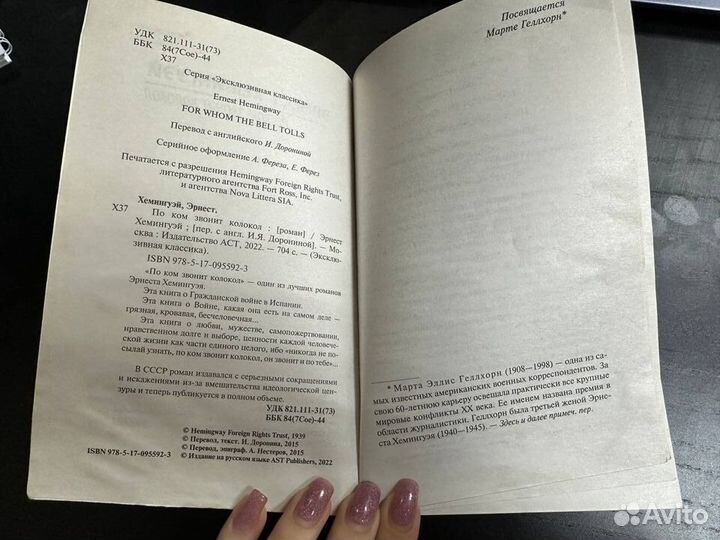 УДК 821.111-31(73)
ББК 84(7Сое)-44
Х37
Серия «Эксклюзивная классика»
Ernest Hemingway
FOR WHOM THE BELL TOLLS
Перевод с английского И. Дорониной
Серийное оформление А. Фереза, Е. Ферез
Печатается с разрешения Hemingway Foreign Rights Trust,
литературного агентства Fort Ross, Inc.
и агентства Nova Littera SIA.
Хемингуэй, Эрнест.
Х37 По ком звонит колокол : [роман] / Эрнест
Хемингуэй ; [пер. с англ. И.Я. Дорониной]. — Мо-
сква : Издательство АСТ, 2022. — 704 с. — (Эксклю-
зивная классика).
ISBN 978-5-17-095592-3
«По ком звонит колокол» — один из лучших романов
Эрнеста Хемингуэя.
Эта книга о Гражданской войне в Испании.
Эта книга о Войне, какая она есть на самом деле —
грязная, кровавая, бесчеловечная...
Эта книга о любви, мужестве, самопожертвовании,
нравственном долге и выборе, ценности каждой человече-
ской жизни как части единого целого, ибо «никогда не по-
сылай узнать, по ком звонит колокол, он звонит и по тебе»...
В СССР роман издавался с серьезными сокращениями
и искажениями из-за вмешательства идеологической цен-
зуры и теперь публикуется в полном объеме.
УДК 821.111-31(73)
ББК 84(7Сое)-44
© Hemingway Foreign Rights Trust, 1939
© Перевод, текст. И. Доронина, 2015
© Перевод, эпиграф. А. Нестеров, 2015
ISBN 978-5-17-095592-3 © Издание на русском языке AST Publishers, 2022
Посвящается
Марте Геллхорн*
* Марта Эллис Геллхорн (1908—1998) — одна из са-
мых известных американских военных корреспондентов. За
свою 60-летнюю карьеру освещала практически все крупные
мировые конфликты XX века. Ее именем названа премия в
области журналистики. Геллхорн была третьей женой Эрне-
ста Хемингуэя (1940—1945). — Здесь и далее примеч. пер.
Avito